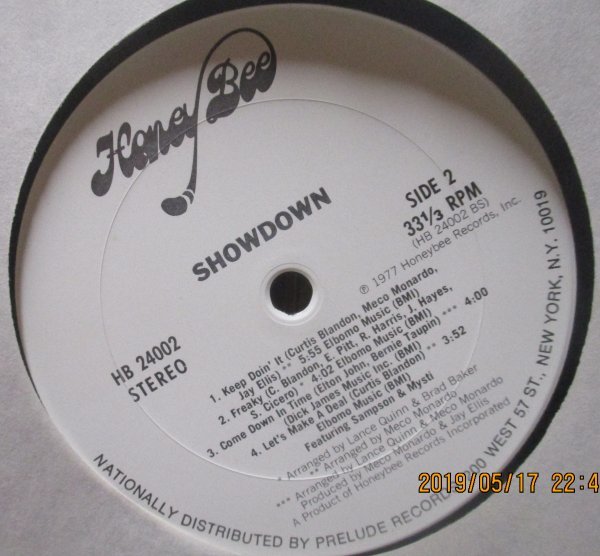 Honey Bee
SHOWDOWN
SIDE 2
33 1/3 RPM
(HB 24002 BS)
℗ 1977 Honeybee Records, Inc.
HB 24002
STEREO
1. Keep Doin' It (Curtis Blandon, Meco Monardo,
Jay Ellis) ** 5:55 Elbomo Music (BMI)
2. Freaky (C. Blandon, E. Pitt, R. Harris, J. Hayes,
S. Cicero) * 4:02 Elbomo Music (BMI)
3. Come Down In Time (Elton John, Bernie Taupin) *** 4:00
(Dick James Music Inc. (BMI)
4. Let's Make A Deal (Curtis Blandon) ** 3:52
Elbomo Music (BMI)
Featuring Sampson & Mysti
* Arranged by Lance Quinn & Brad Baker
** Arranged by Meco Monardo
*** Arranged by Lance Quinn & Meco Monardo
Produced by Meco Monardo & Jay Ellis
A Product of Honeybee Records Incorporated
NATIONALLY DISTRIBUTED BY PRELUDE RECORD 200 WEST 57 ST., NEW YORK, N.Y. 10019
2019/05/17 22:4